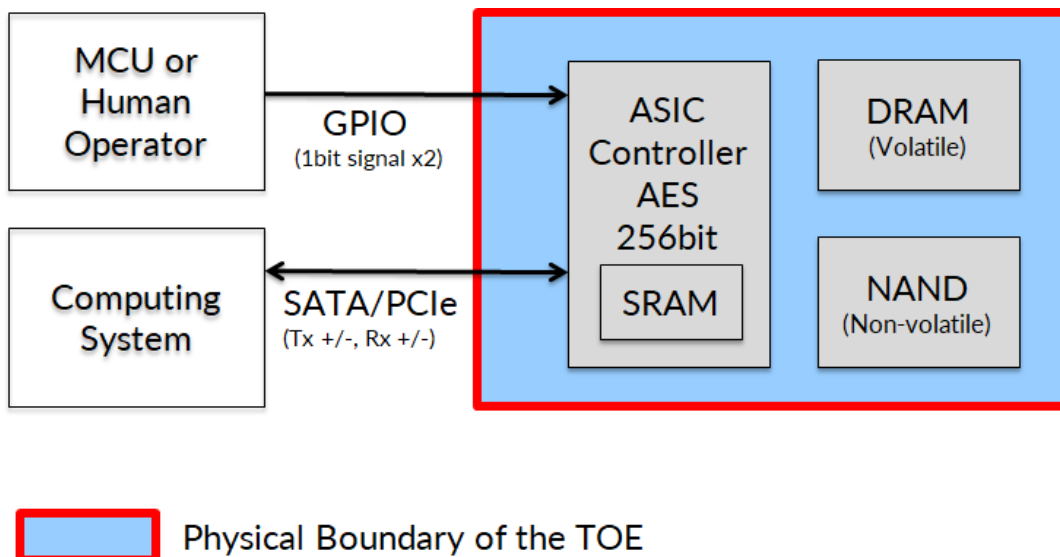 MCU or
Human
Operator
GPIO
(1bit signal x2)
Computing
System
SATA/PCIe
(Tx +/-, Rx +/-)
ASIC
Controller
AES
256bit
SRAM
DRAM
(Volatile)
NAND
(Non-volatile)
Physical Boundary of the TOE